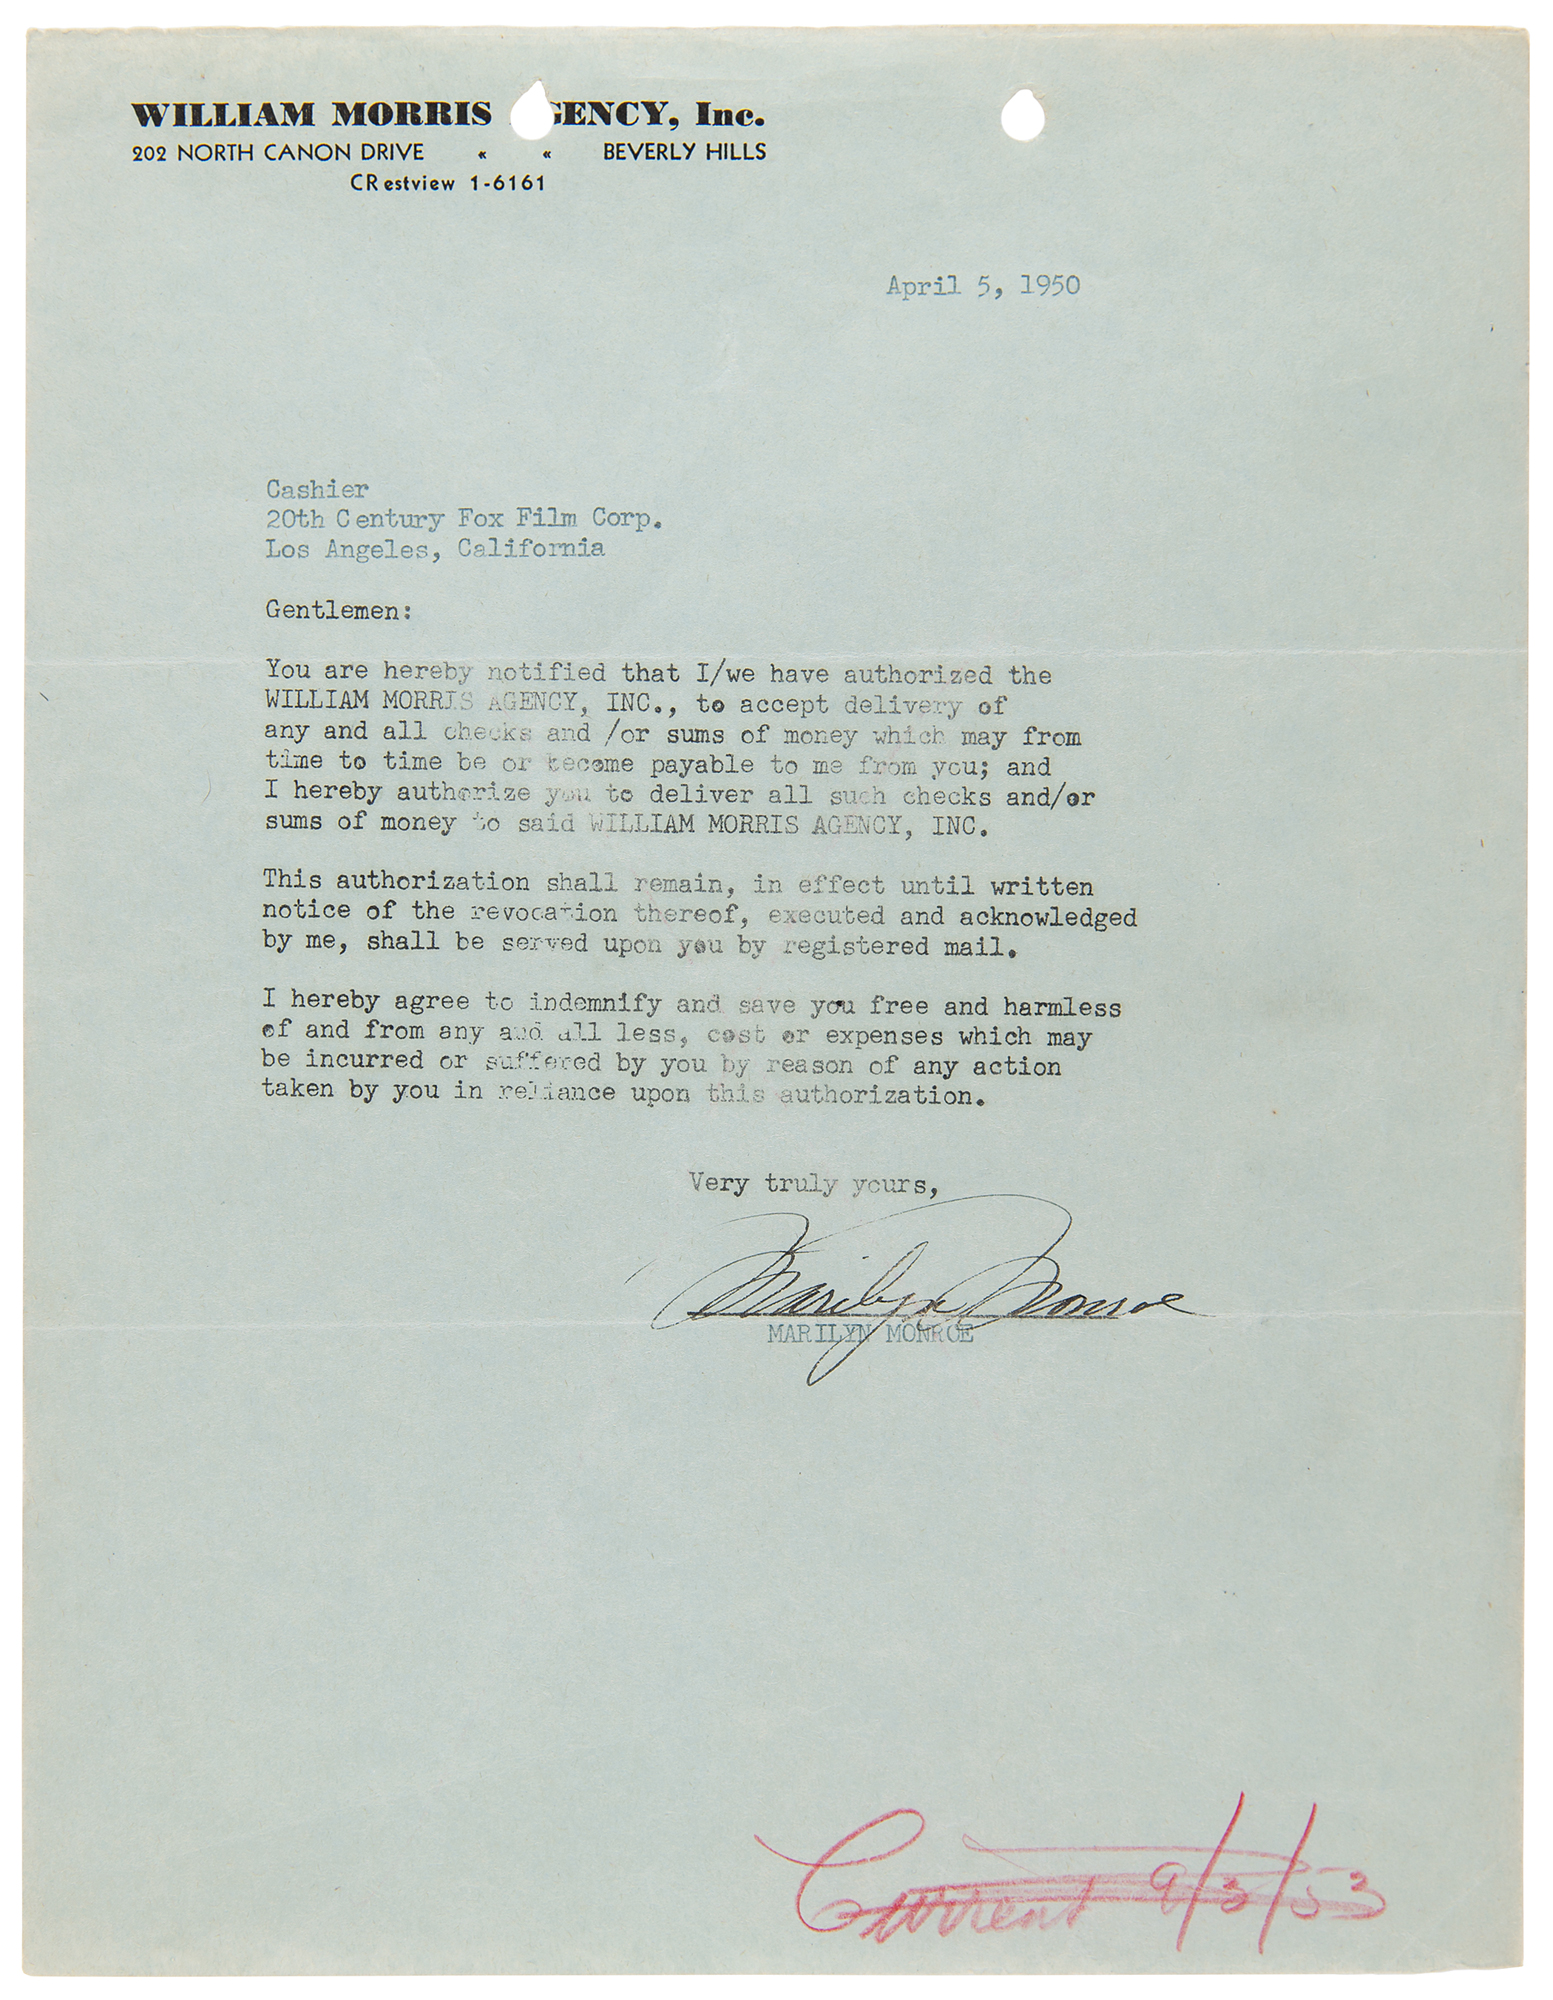 WILLIAM MORRIS GENCY, Inc.
202 NORTH CANON DRIVE « « BEVERLY HILLS
CRestview 1-6161
April 5, 1950
Cashier
20th Century Fox Film Corp.
Los Angeles, California
Gentlemen:
You are hereby notified that I/we have authorized the
WILLIAM MORRIS AGENCY, INC., to accept delivery of
any and all checks and /or sums of money which may from
time to time be or become payable to me from you; and
I hereby authorize you to deliver all such checks and/or
sums of money to said WILLIAM MORRIS AGENCY, INC.
This authorization shall remain, in effect until written
notice of the revocation thereof, executed and acknowledged
by me, shall be served upon you by registered mail.
I hereby agree to indemnify and save you free and harmless
of and from any and all less, cost or expenses which may
be incurred or suffered by you by reason of any action
taken by you in reliance upon this authorization.
Very truly yours,
Marilyn Monroe
MARILYN MONROE
Current 9/3/53